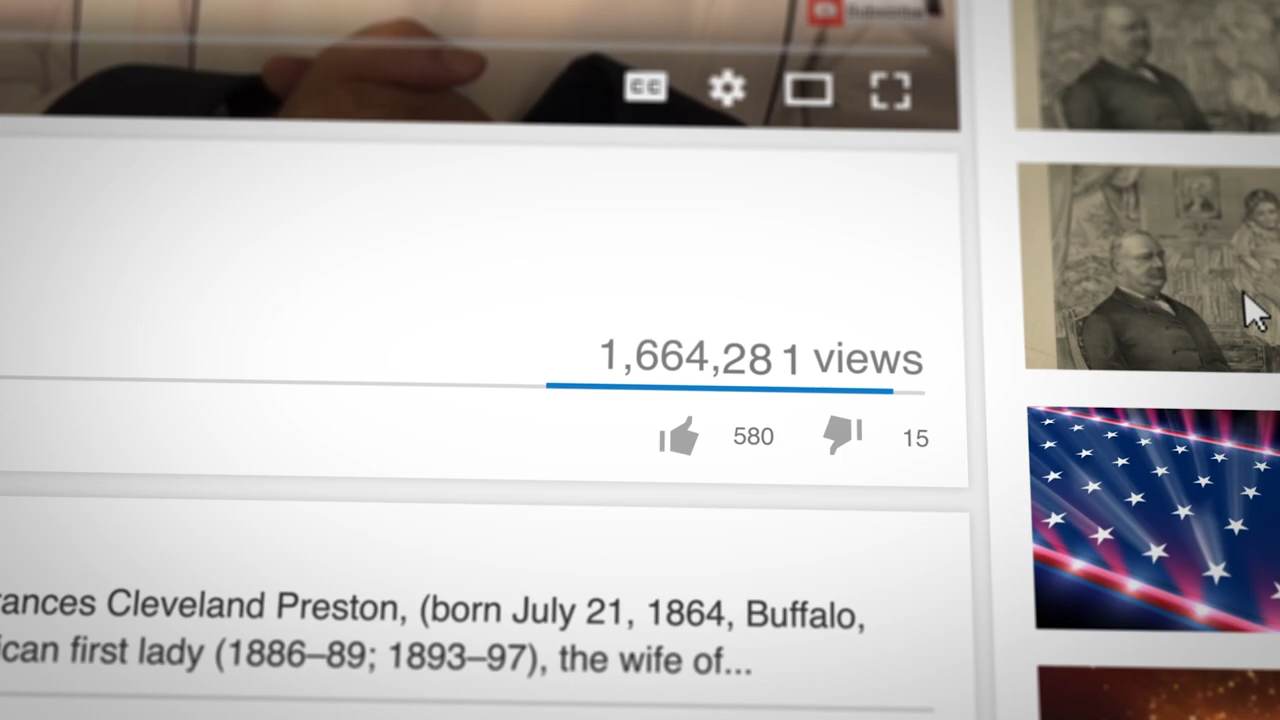 Subscribe
CC
1,664,281 views
580
15
rances Cleveland Preston, (born July 21, 1864, Buffalo,
ican first lady (1886–89; 1893–97), the wife of...